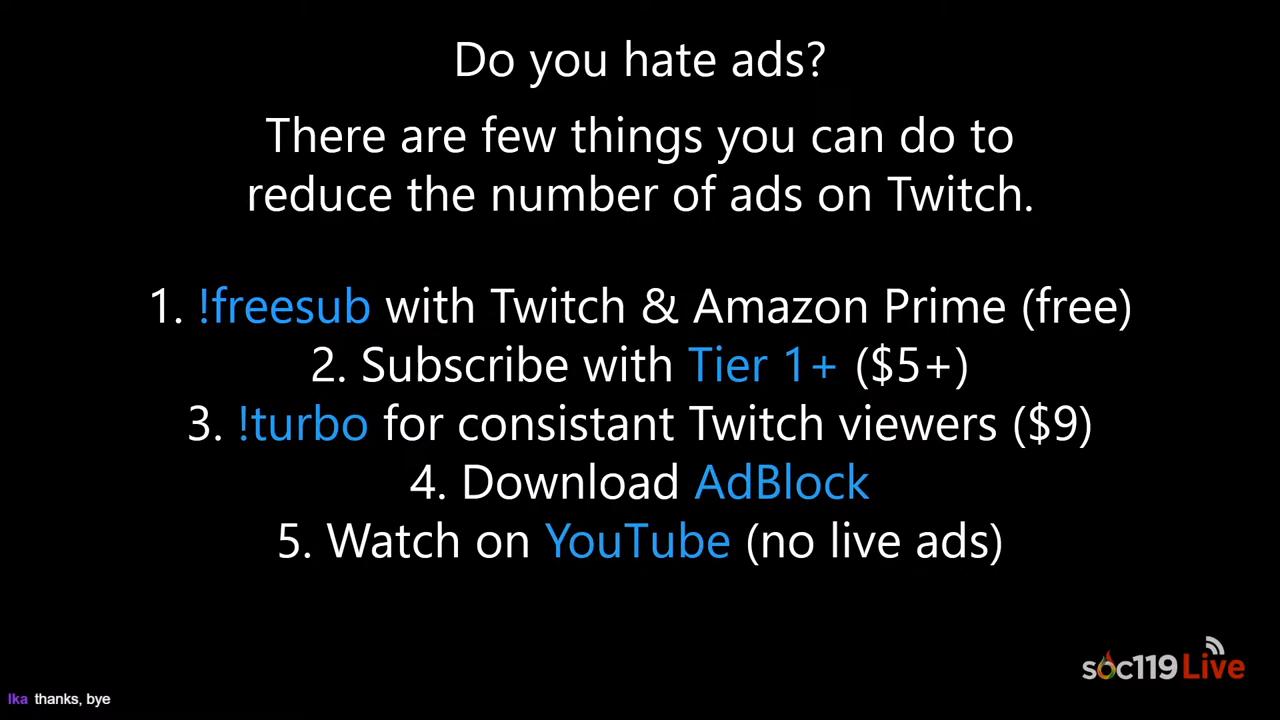 Do you hate ads?
There are few things you can do to
reduce the number of ads on Twitch.
1. !freesub with Twitch & Amazon Prime (free)
2. Subscribe with Tier 1+ ($5+)
3. !turbo for consistant Twitch viewers ($9)
4. Download AdBlock
5. Watch on YouTube (no live ads)
soc119 Live
Ika thanks, bye